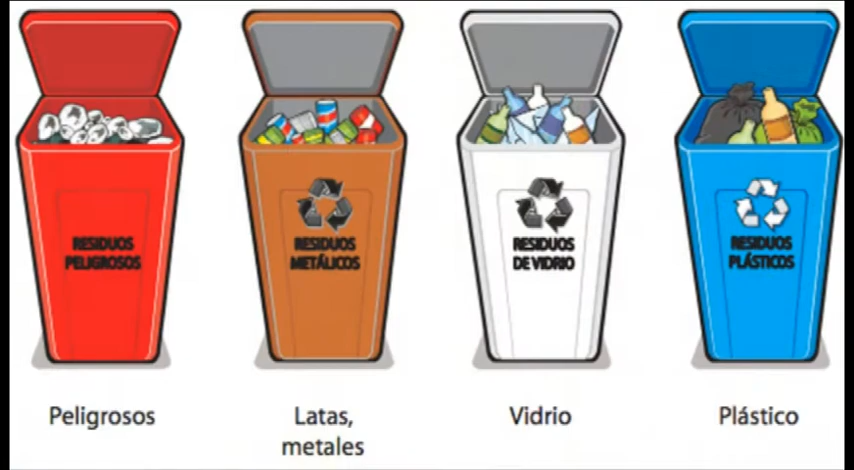 RESIDUOS
PELIGROSOS
RESIDUOS
METÁLICOS
RESIDUOS
DE VIDRIO
RESIDUOS
PLÁSTICOS
Peligrosos
Latas,
metales
Vidrio
Plástico